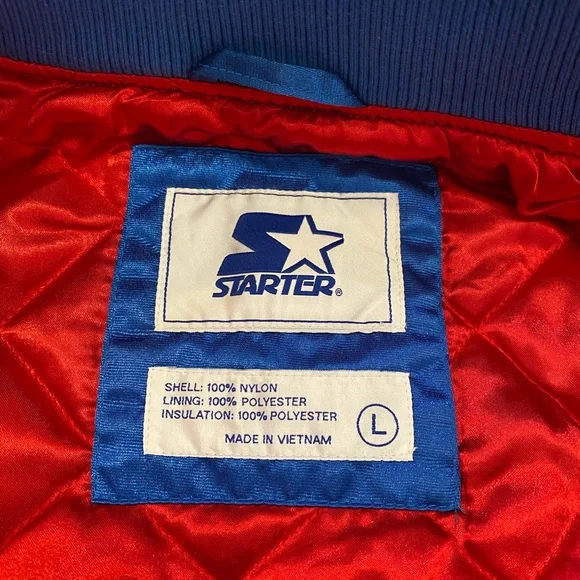 STARTER®
SHELL: 100% NYLON
LINING: 100% POLYESTER
INSULATION: 100% POLYESTER
L
MADE IN VIETNAM